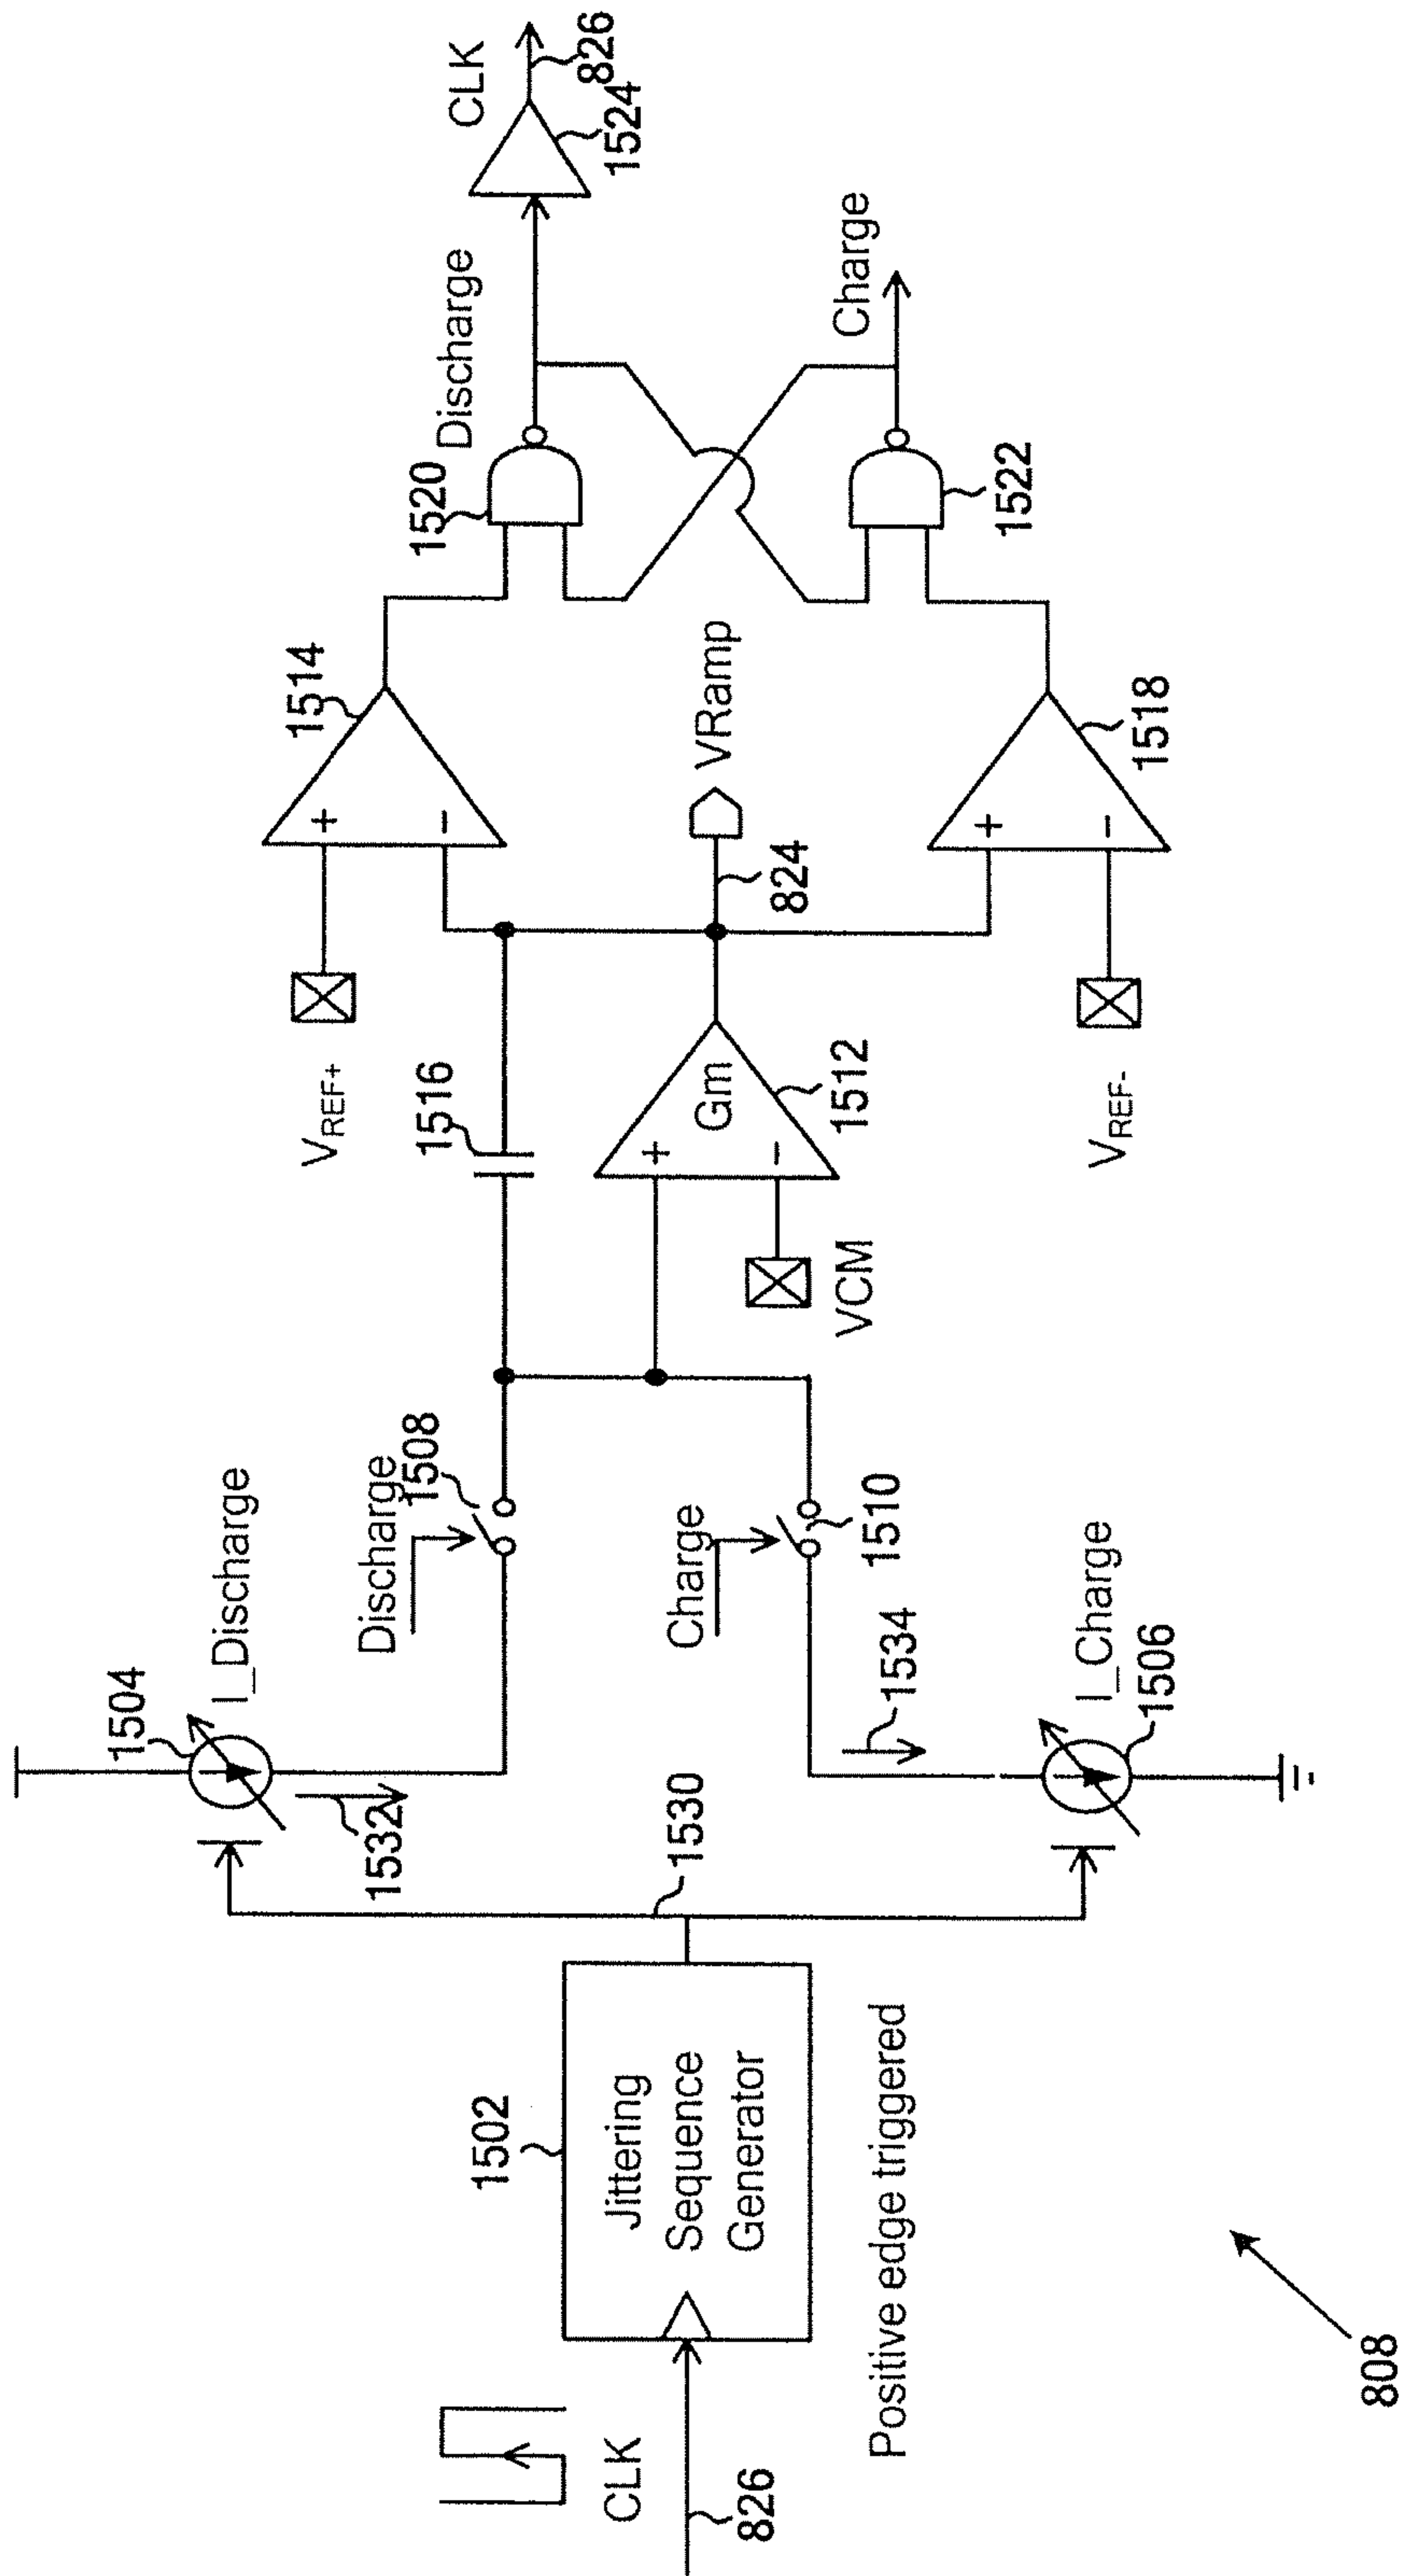 CLK
826
1502
Jittering
Sequence
Generator
Positive edge triggered
808
1530
1504
I_Discharge
1532
Discharge
1508
Charge
1510
1534
I_Charge
1506
1516
Gm
+
-
1512
VCM
VREF+
+
-
1514
VRamp
824
+
-
1518
VREF-
1520
Discharge
1522
Charge
CLK
826
1524